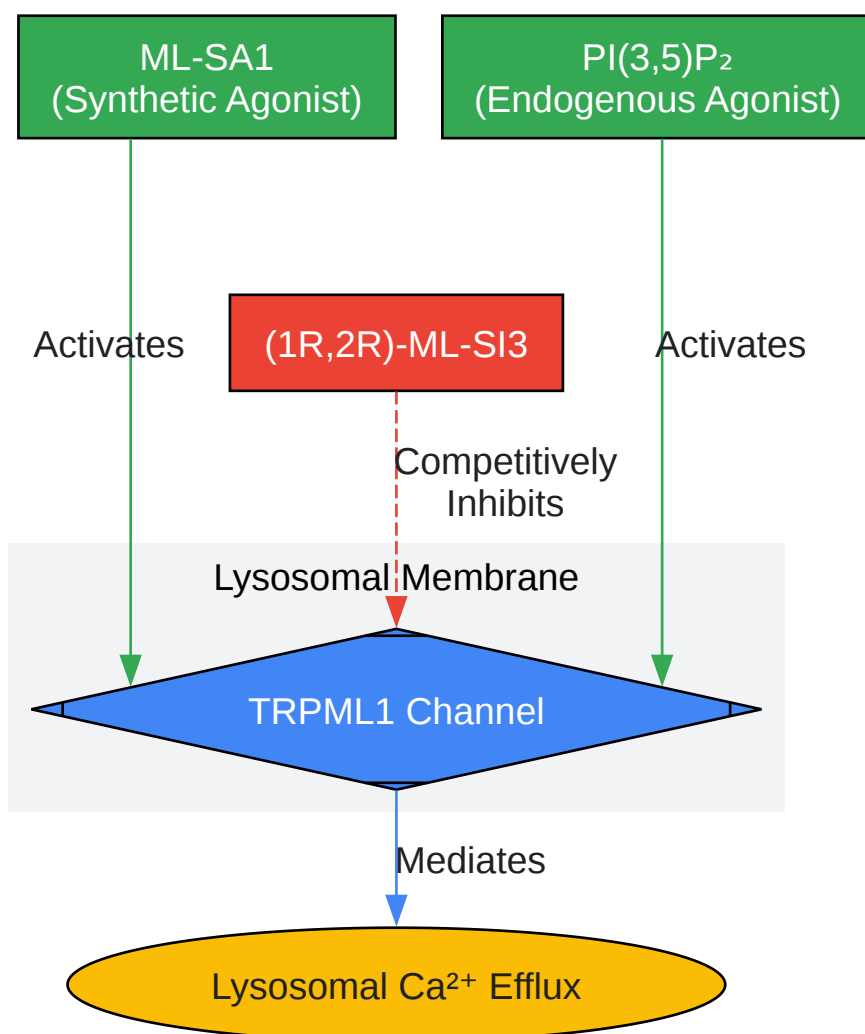 ML-SA1
(Synthetic Agonist)
PI(3,5)P₂
(Endogenous Agonist)
Activates
(1R,2R)-ML-SI3
Activates
Competitively
Inhibits
Lysosomal Membrane
TRPML1 Channel
Mediates
Lysosomal Ca²⁺ Efflux